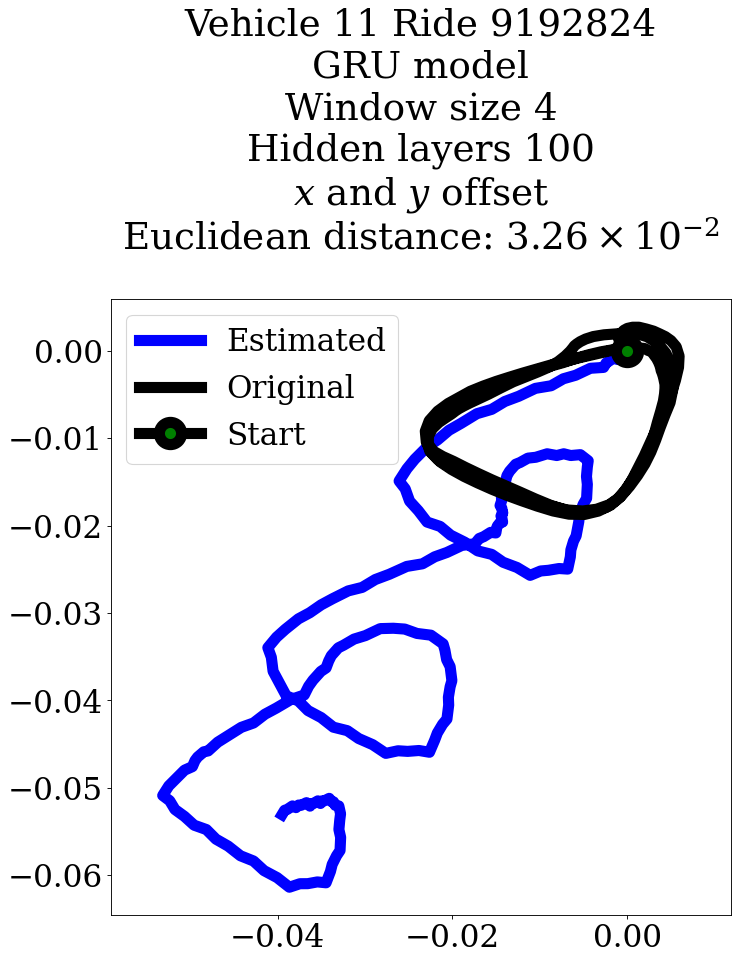 Vehicle 11 Ride 9192824
GRU model
Window size 4
Hidden layers 100
x and y offset
Euclidean distance: 3.26 × 10⁻²
Estimated
Original
Start
0.00
−0.01
−0.02
−0.03
−0.04
−0.05
−0.06
−0.04
−0.02
0.00